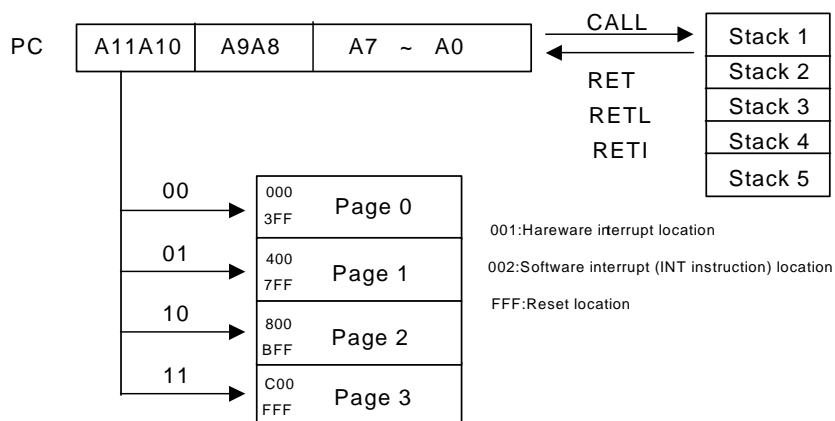 PC
A11A10 A9A8 A7 ~ A0
CALL
RET
RETL
RETI
Stack 1
Stack 2
Stack 3
Stack 4
Stack 5
00
000
3FF
Page 0
01
400
7FF
Page 1
10
800
BFF
Page 2
11
C00
FFF
Page 3
001:Hareware interrupt location
002:Software interrupt (INT instruction) location
FFF:Reset location